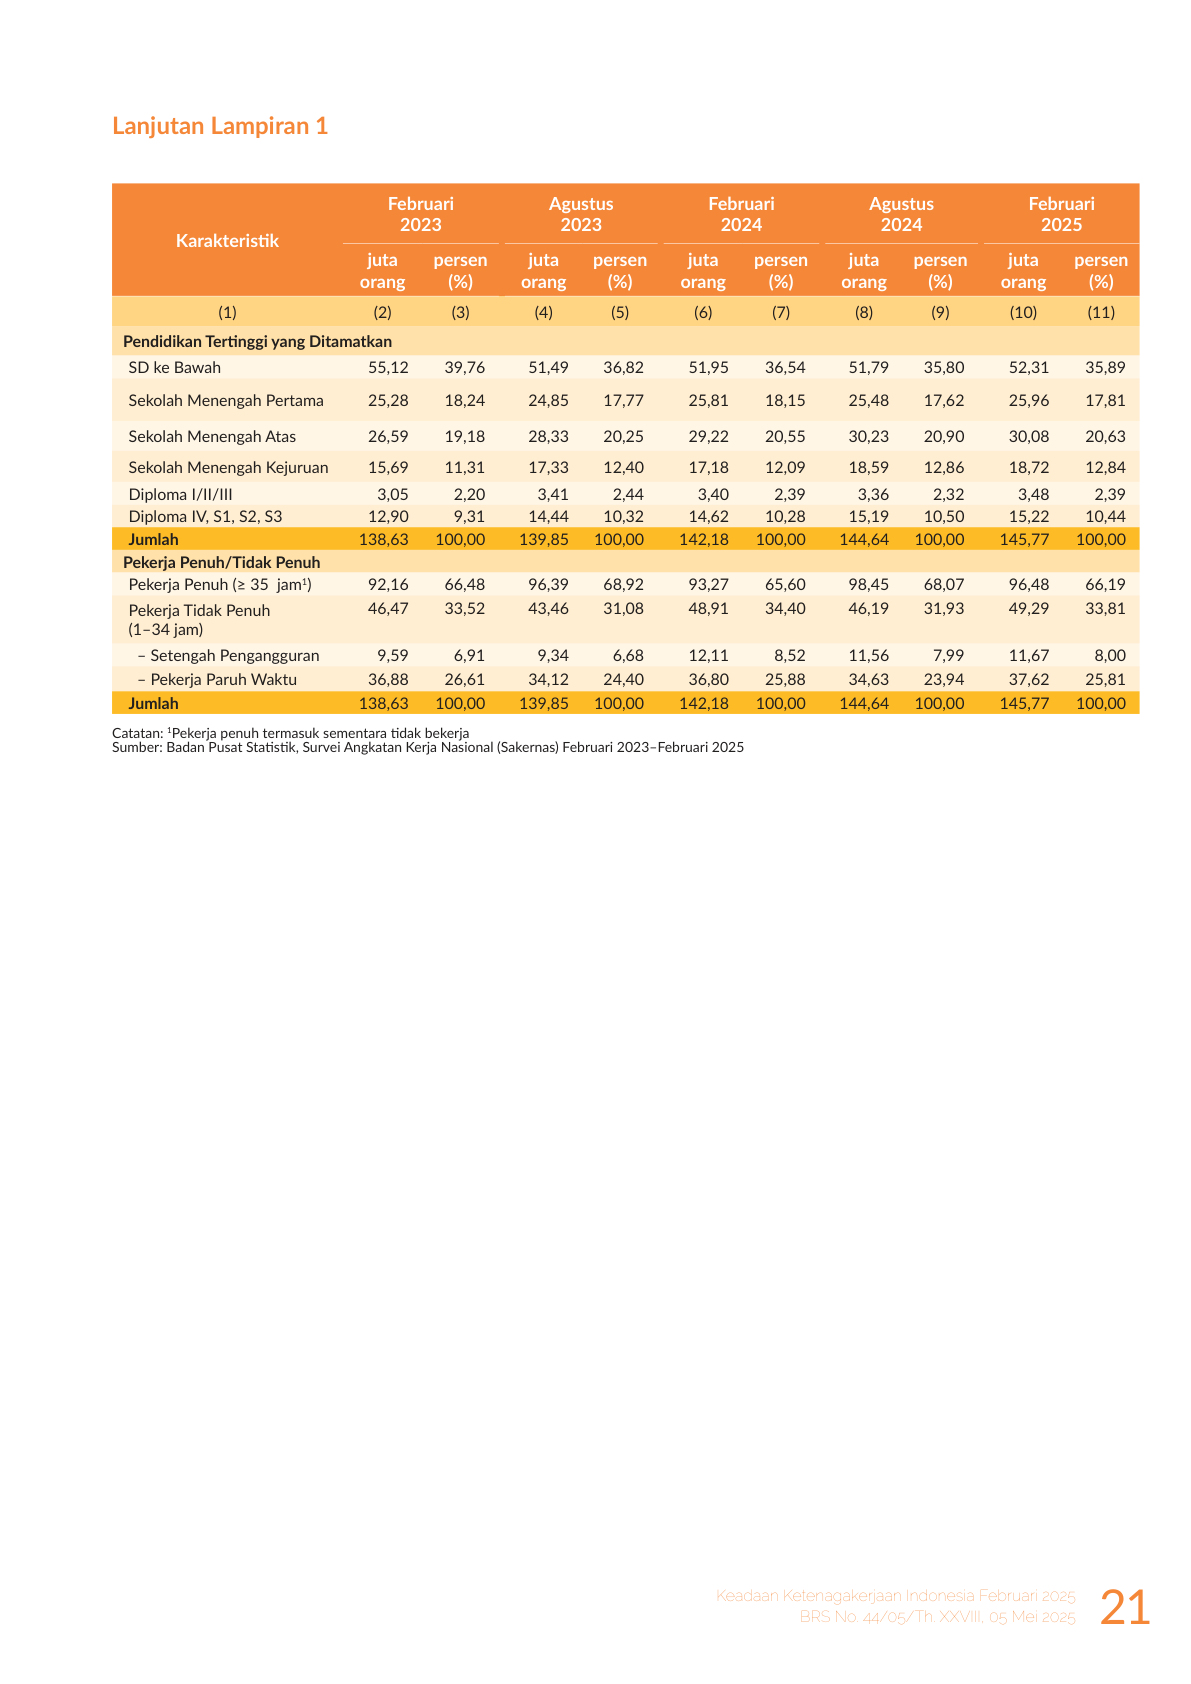 Lanjutan Lampiran 1
Karakteristik
Februari 2023
Agustus 2023
Februari 2024
Agustus 2024
Februari 2025
juta orang persen (%) juta orang persen (%) juta orang persen (%) juta orang persen (%) juta orang persen (%)
(1) (2) (3) (4) (5) (6) (7) (8) (9) (10) (11)
Pendidikan Tertinggi yang Ditamatkan
SD ke Bawah 55,12 39,76 51,49 36,82 51,95 36,54 51,79 35,80 52,31 35,89
Sekolah Menengah Pertama 25,28 18,24 24,85 17,77 25,81 18,15 25,48 17,62 25,96 17,81
Sekolah Menengah Atas 26,59 19,18 28,33 20,25 29,22 20,55 30,23 20,90 30,08 20,63
Sekolah Menengah Kejuruan 15,69 11,31 17,33 12,40 17,18 12,09 18,59 12,86 18,72 12,84
Diploma I/II/III 3,05 2,20 3,41 2,44 3,40 2,39 3,36 2,32 3,48 2,39
Diploma IV, S1, S2, S3 12,90 9,31 14,44 10,32 14,62 10,28 15,19 10,50 15,22 10,44
Jumlah 138,63 100,00 139,85 100,00 142,18 100,00 144,64 100,00 145,77 100,00
Pekerja Penuh/Tidak Penuh
Pekerja Penuh (≥ 35 jam¹) 92,16 66,48 96,39 68,92 93,27 65,60 98,45 68,07 96,48 66,19
Pekerja Tidak Penuh 46,47 33,52 43,46 31,08 48,91 34,40 46,19 31,93 49,29 33,81
(1–34 jam)
– Setengah Pengangguran 9,59 6,91 9,34 6,68 12,11 8,52 11,56 7,99 11,67 8,00
– Pekerja Paruh Waktu 36,88 26,61 34,12 24,40 36,80 25,88 34,63 23,94 37,62 25,81
Jumlah 138,63 100,00 139,85 100,00 142,18 100,00 144,64 100,00 145,77 100,00
Catatan: ¹Pekerja penuh termasuk sementara tidak bekerja
Sumber: Badan Pusat Statistik, Survei Angkatan Kerja Nasional (Sakernas) Februari 2023–Februari 2025
Keadaan Ketenagakerjaan Indonesia Februari 2025
BRS No. 44/05/Th. XXVIII, 05 Mei 2025
21